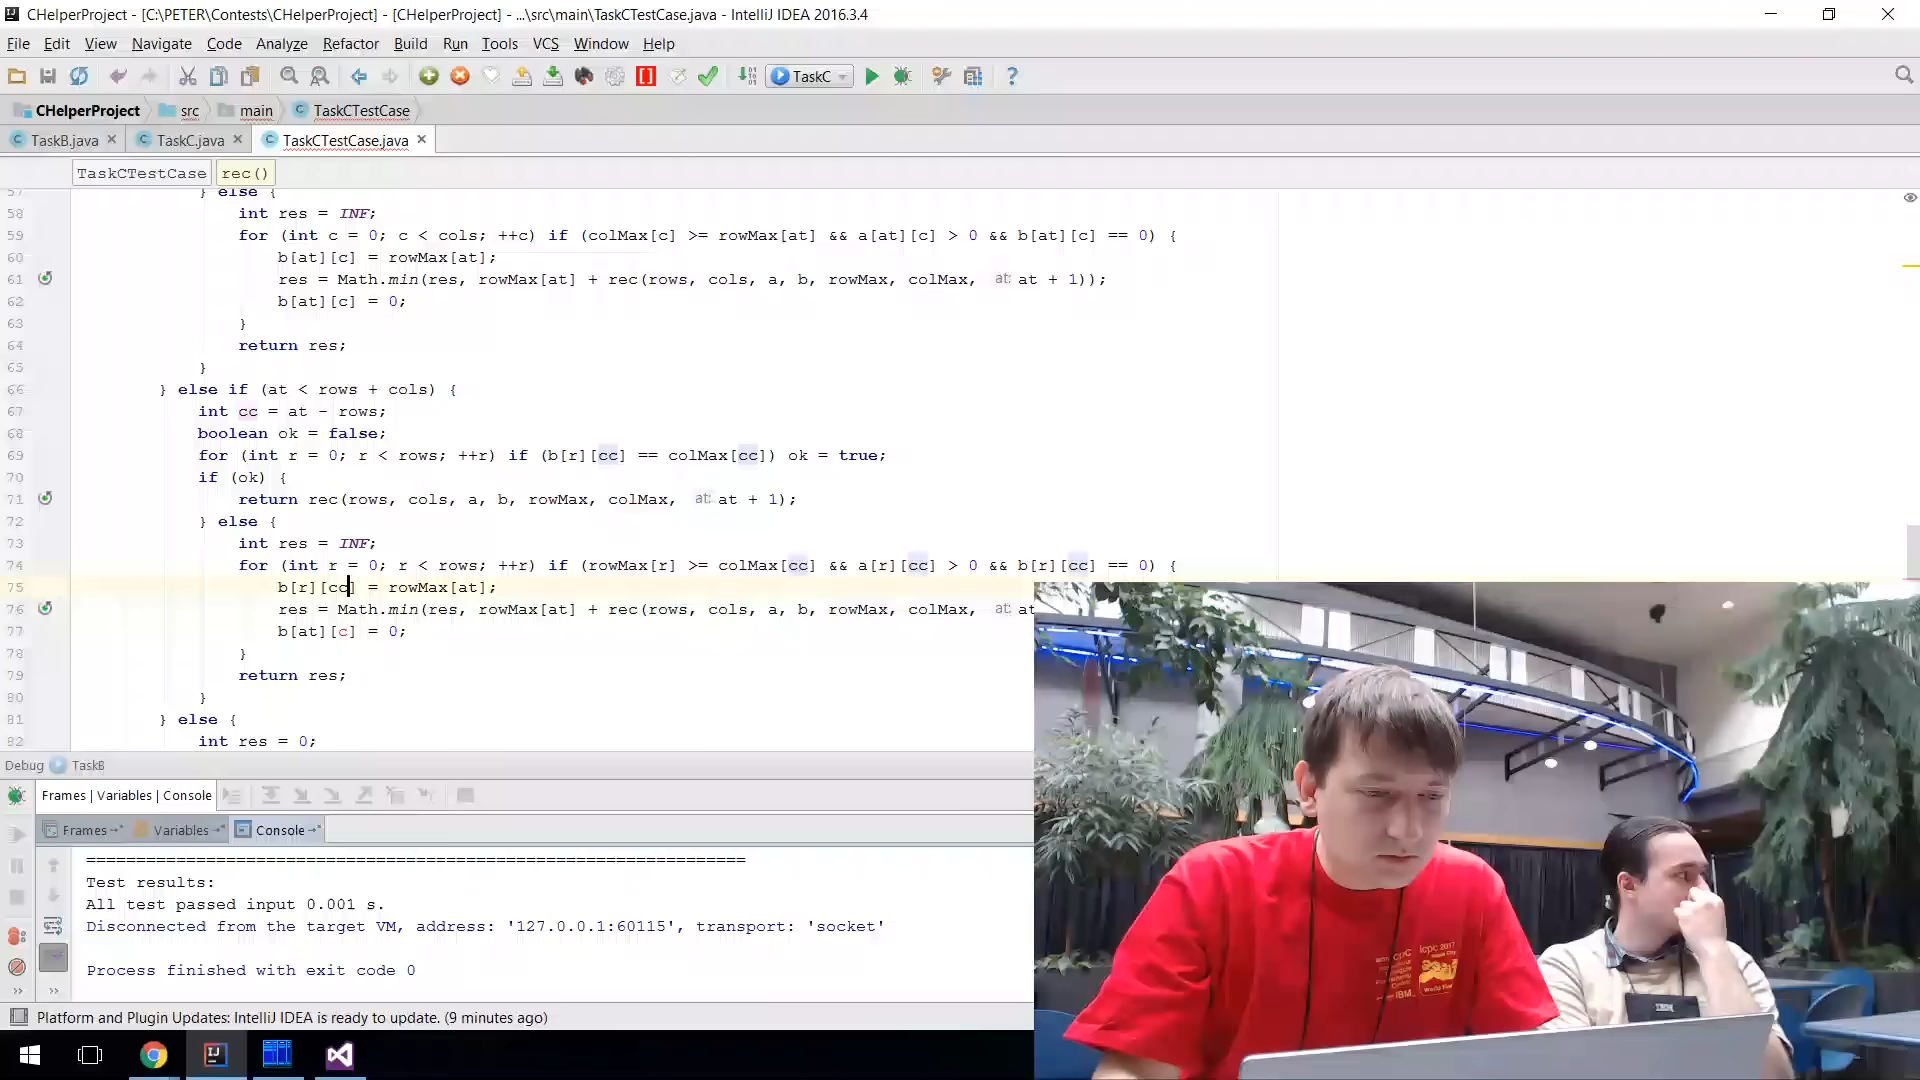 CHelperProject - [C:\PETER\Contests\CHelperProject] - [CHelperProject] - ...\src\main\TaskCTestCase.java - IntelliJ IDEA 2016.3.4
File Edit View Navigate Code Analyze Refactor Build Run Tools VCS Window Help
TaskC
CHelperProject src main TaskCTestCase
TaskB.java TaskC.java TaskCTestCase.java
TaskCTestCase rec()
57 } else {
58 int res = INF;
59 for (int c = 0; c < cols; ++c) if (colMax[c] >= rowMax[at] && a[at][c] > 0 && b[at][c] == 0) {
60 b[at][c] = rowMax[at];
61 res = Math.min(res, rowMax[at] + rec(rows, cols, a, b, rowMax, colMax, at: at + 1));
62 b[at][c] = 0;
63 }
64 return res;
65 }
66 } else if (at < rows + cols) {
67 int cc = at - rows;
68 boolean ok = false;
69 for (int r = 0; r < rows; ++r) if (b[r][cc] == colMax[cc]) ok = true;
70 if (ok) {
71 return rec(rows, cols, a, b, rowMax, colMax, at: at + 1);
72 } else {
73 int res = INF;
74 for (int r = 0; r < rows; ++r) if (rowMax[r] >= colMax[cc] && a[r][cc] > 0 && b[r][cc] == 0) {
75 b[r][cc] = rowMax[at];
76 res = Math.min(res, rowMax[at] + rec(rows, cols, a, b, rowMax, colMax, at: at
77 b[at][c] = 0;
78 }
79 return res;
80 }
81 } else {
82 int res = 0;
Debug TaskB
Frames | Variables | Console
Frames Variables Console
Test results:
All test passed input 0.001 s.
Disconnected from the target VM, address: '127.0.0.1:60115', transport: 'socket'
Process finished with exit code 0
Platform and Plugin Updates: IntelliJ IDEA is ready to update. (9 minutes ago)
icpc 2017
IBM